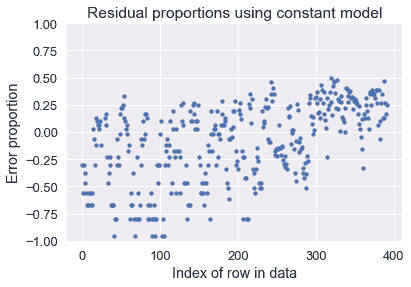 Residual proportions using constant model
1.00
0.75
0.50
0.25
0.00
−0.25
−0.50
−0.75
−1.00
Error proportion
0 100 200 300 400
Index of row in data